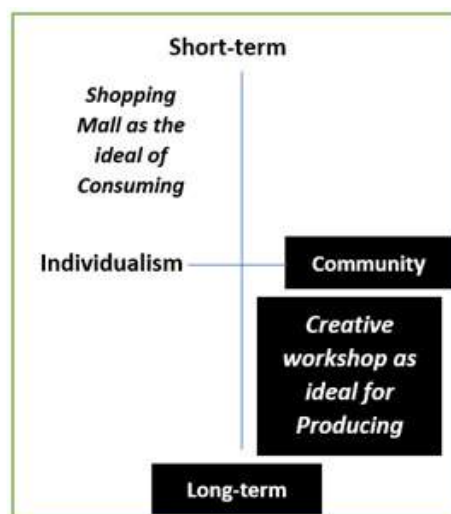 Short-term
Shopping
Mall as the
ideal of
Consuming
Individualism
Community
Creative
workshop as
ideal for
Producing
Long-term